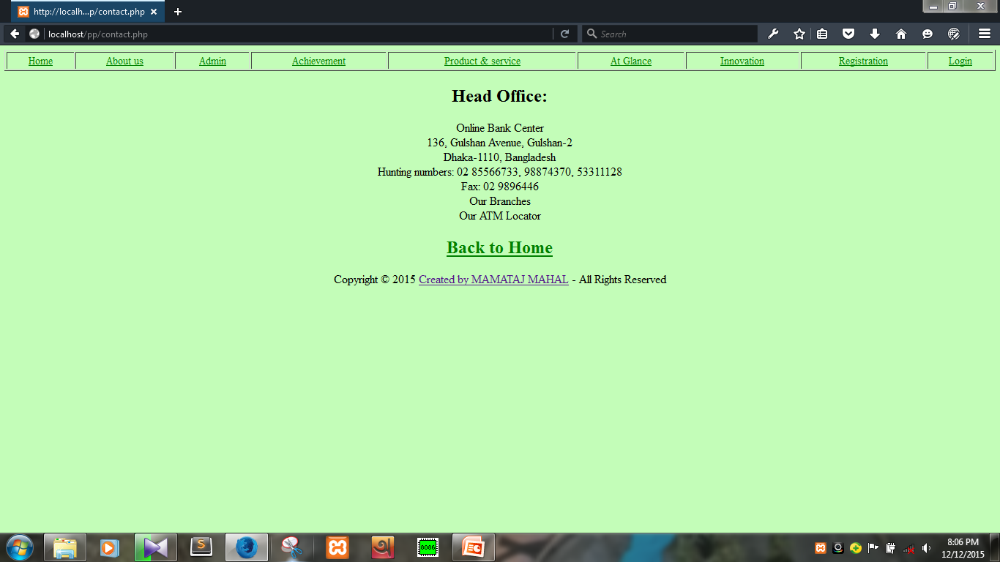 http://localh...p/contact.php
localhost/pp/contact.php
Search
Home About us Admin Achievement Product & service At Glance Innovation Registration Login
Head Office:
Online Bank Center
136, Gulshan Avenue, Gulshan-2
Dhaka-1110, Bangladesh
Hunting numbers: 02 85566733, 98874370, 53311128
Fax: 02 9896446
Our Branches
Our ATM Locator
Back to Home
Copyright © 2015 Created by MAMATAJ MAHAL - All Rights Reserved
8086
8:06 PM
12/12/2015